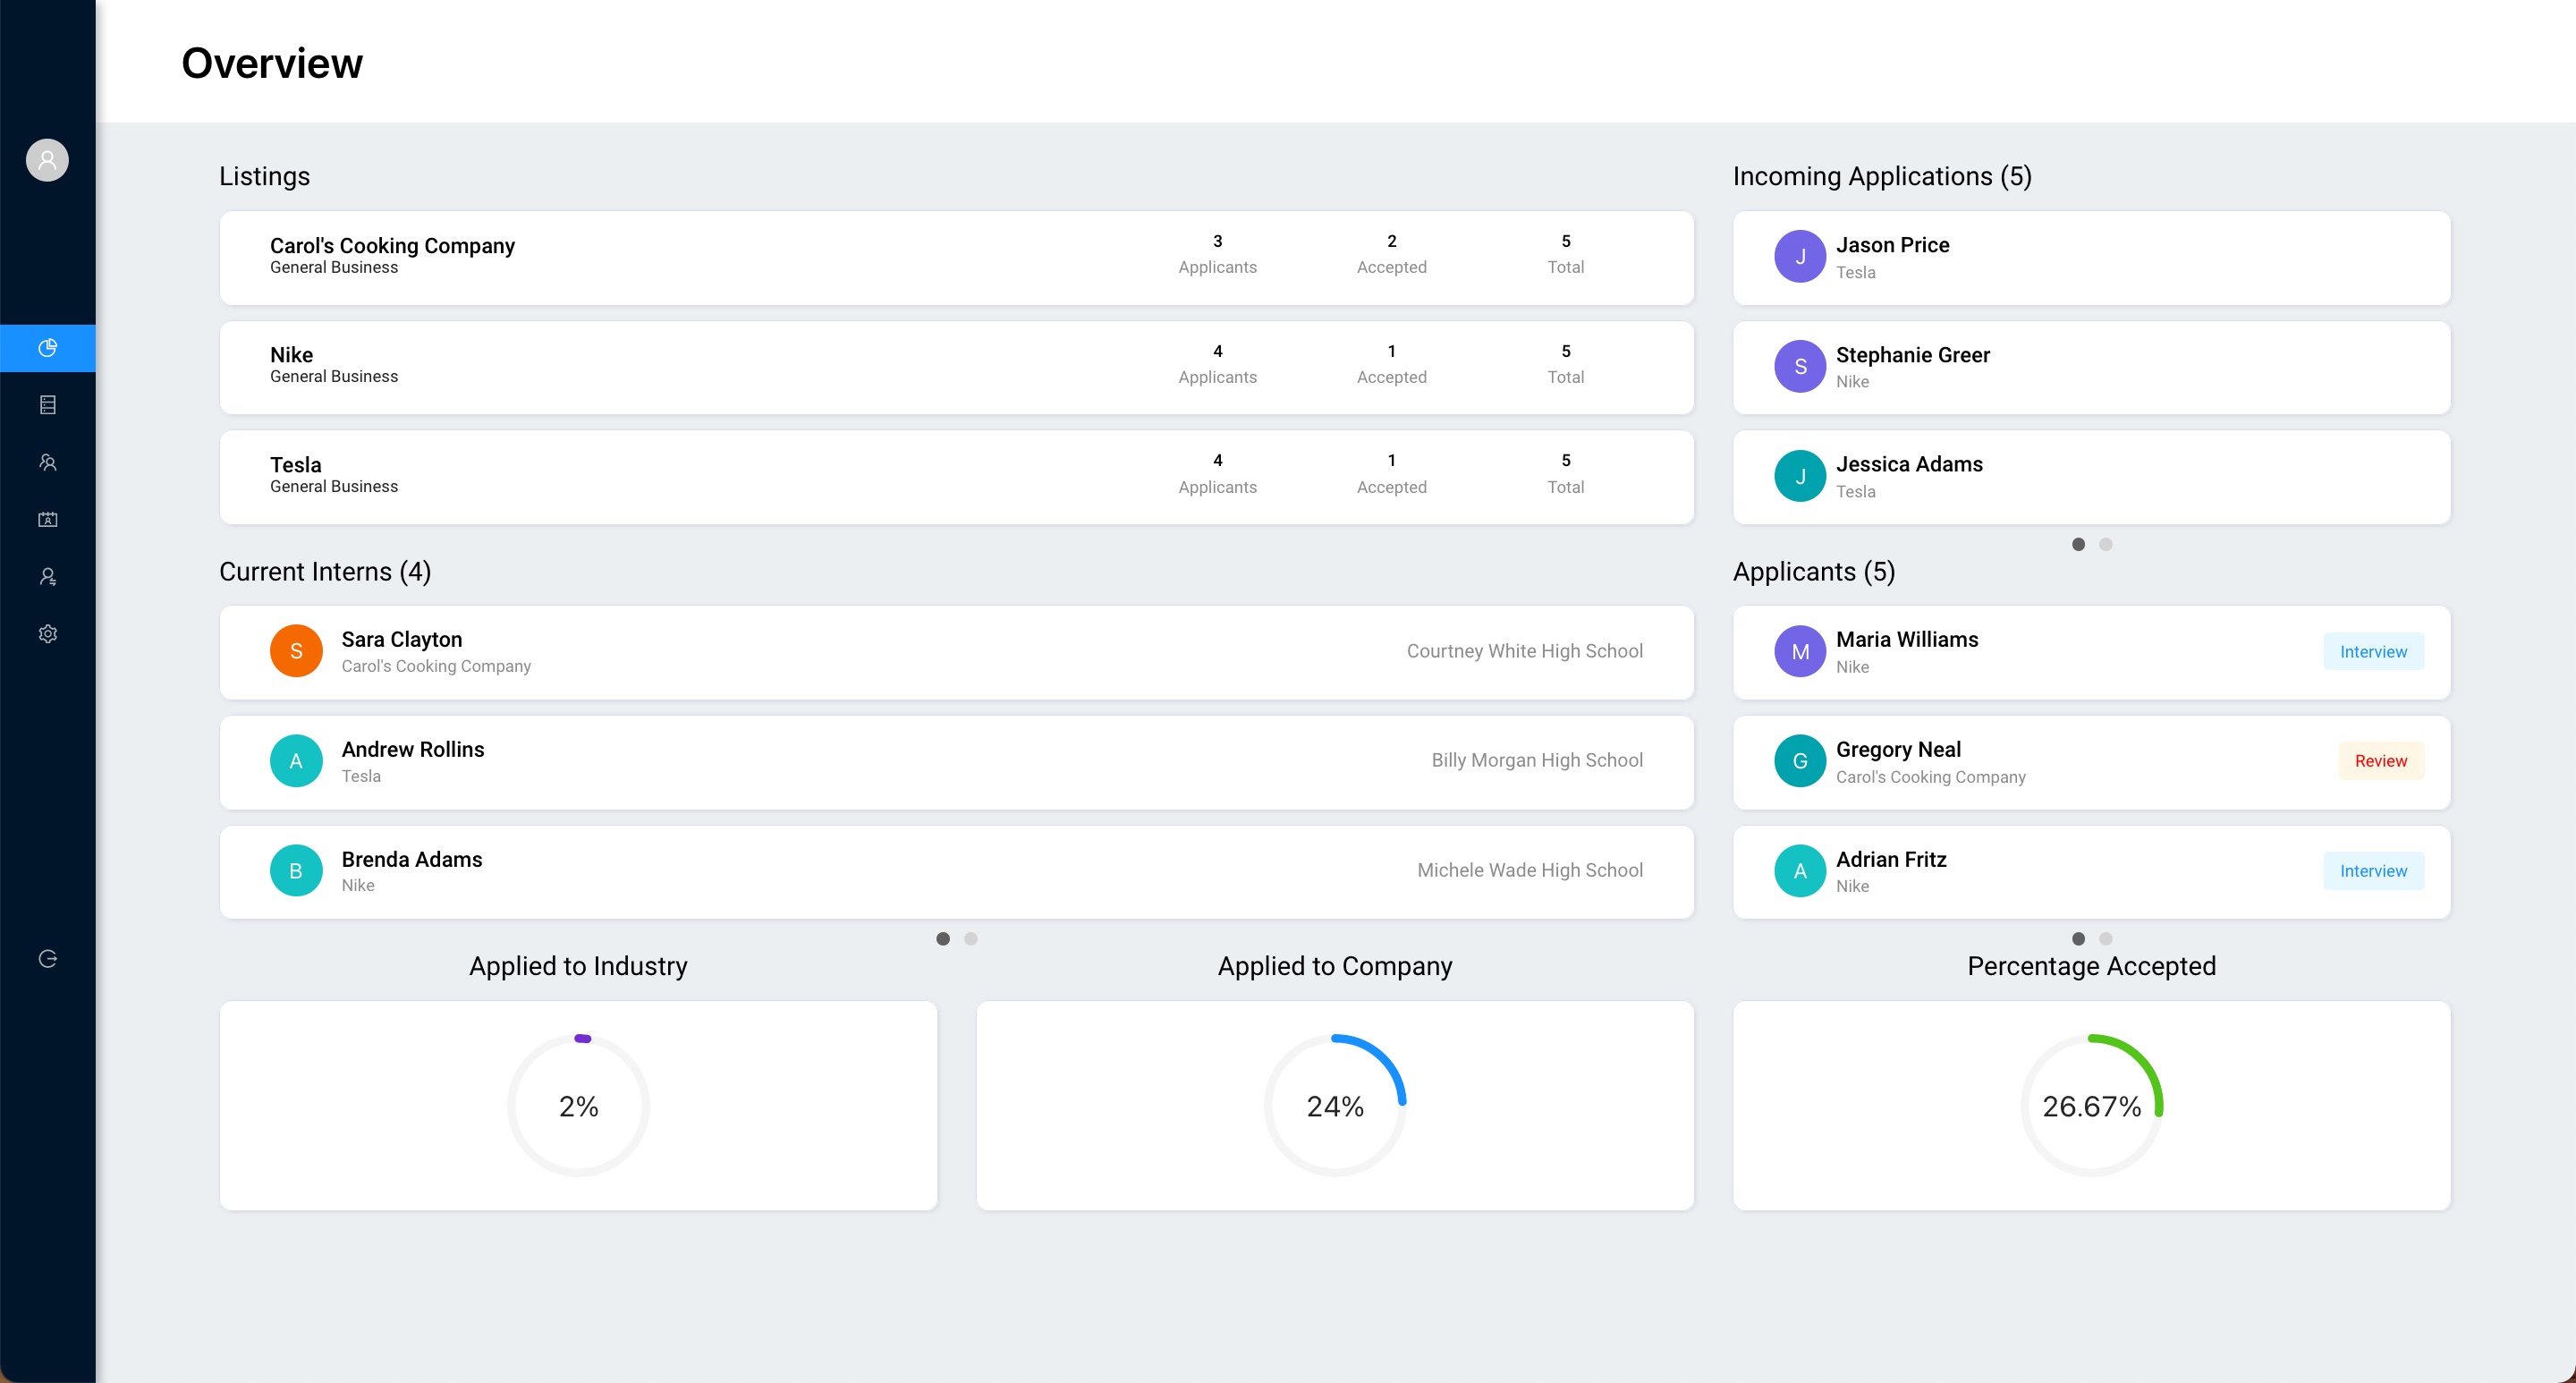 Overview
Listings
Carol's Cooking Company
General Business
3 2 5
Applicants Accepted Total
Nike
General Business
4 1 5
Applicants Accepted Total
Tesla
General Business
4 1 5
Applicants Accepted Total
Incoming Applications (5)
J
Jason Price
Tesla
S
Stephanie Greer
Nike
J
Jessica Adams
Tesla
Current Interns (4)
S
Sara Clayton
Carol's Cooking Company
Courtney White High School
A
Andrew Rollins
Tesla
Billy Morgan High School
B
Brenda Adams
Nike
Michele Wade High School
Applicants (5)
M
Maria Williams
Nike
Interview
G
Gregory Neal
Carol's Cooking Company
Review
A
Adrian Fritz
Nike
Interview
Applied to Industry
2%
Applied to Company
24%
Percentage Accepted
26.67%